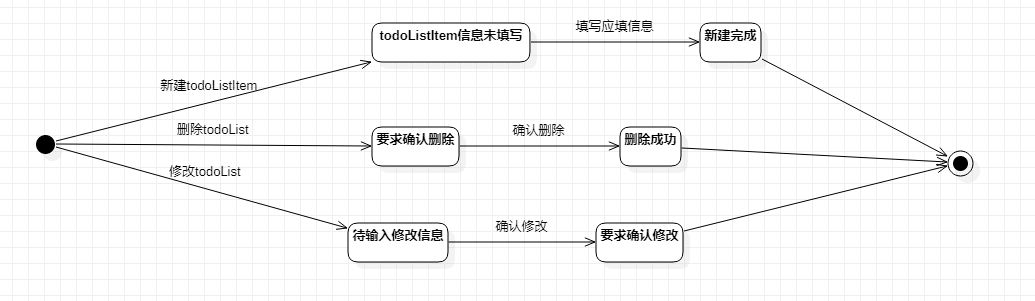 todoListItem信息未填写
填写应填信息
新建完成
新建todoListItem
删除todoList
要求确认删除
确认删除
删除成功
修改todoList
待输入修改信息
确认修改
要求确认修改